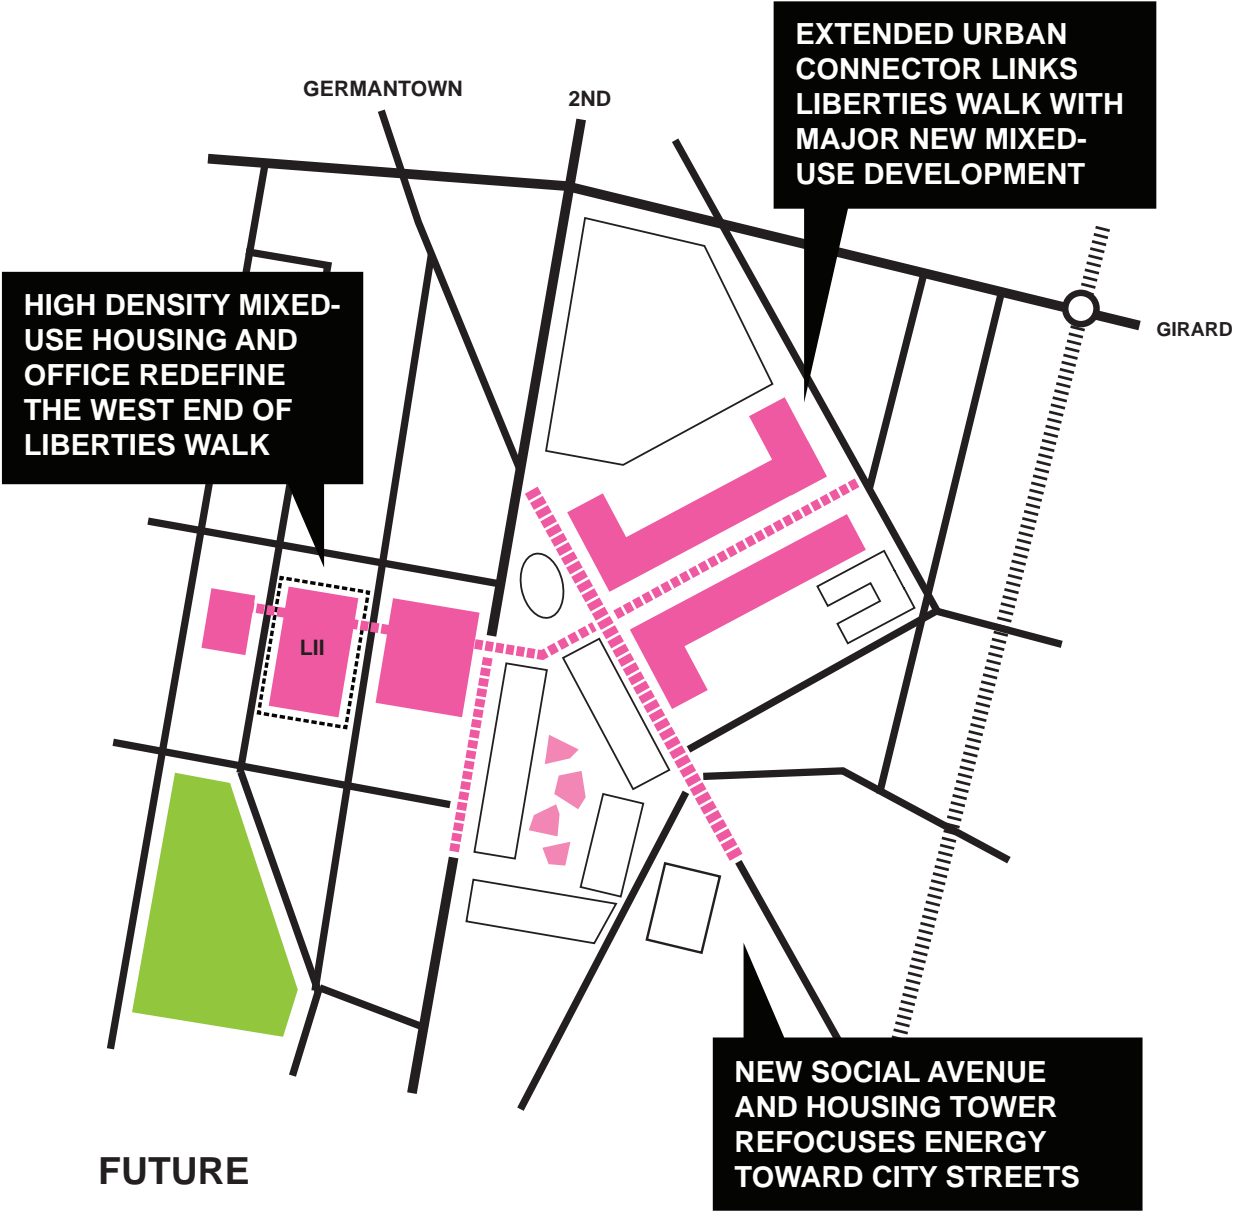 EXTENDED URBAN
CONNECTOR LINKS
LIBERTIES WALK WITH
MAJOR NEW MIXED-
USE DEVELOPMENT
GERMANTOWN
2ND
GIRARD
HIGH DENSITY MIXED-
USE HOUSING AND
OFFICE REDEFINE
THE WEST END OF
LIBERTIES WALK
LII
NEW SOCIAL AVENUE
AND HOUSING TOWER
REFOCUSES ENERGY
TOWARD CITY STREETS
FUTURE